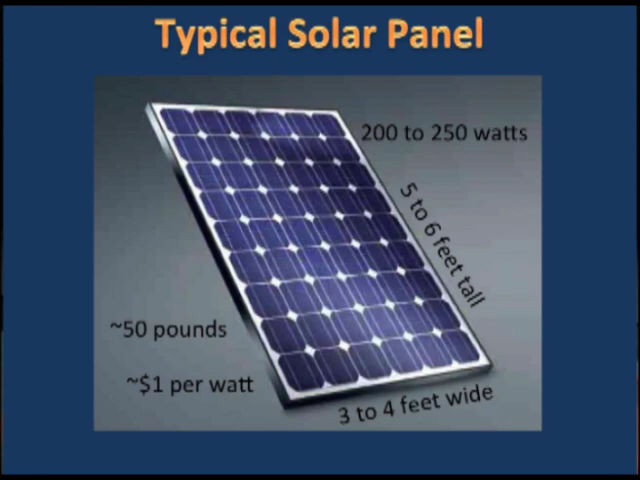 Typical Solar Panel
200 to 250 watts
5 to 6 feet tall
~50 pounds
~$1 per watt
3 to 4 feet wide